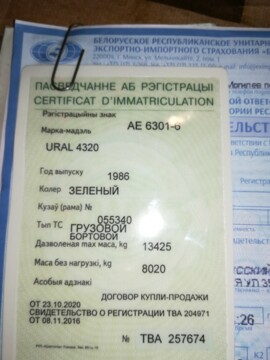 БЕЛОРУССКОЕ РЕСПУБЛИКАНСКОЕ УНИТАР
ЭКСПОРТНО-ИМПОРТНОГО СТРАХОВАНИЯ «Б
ПАСВЕДЧАННЕ АБ РЭГІСТРАЦЫІ
CERTIFICAT D'IMMATRICULATION
Рэгістрацыйны знак
AE 6301-6
Марка-мадэль
URAL 4320
Год выпуску 1986
Колер ЗЕЛЕНЫЙ
Кузаў (рама) №
055340
Тып ТС ГРУЗОВОЙ
БОРТОВОЙ
Дазволеная max маса, kg 13425
Маса без нагрузкі, kg 8020
Асобыя адзнакі
ДОГОВОР КУПЛИ-ПРОДАЖИ
ОТ 23.10.2020
СВИДЕТЕЛЬСТВО О РЕГИСТРАЦИИ ТВА 204971
ОТ 08.11.2016
№ ТВА 257674